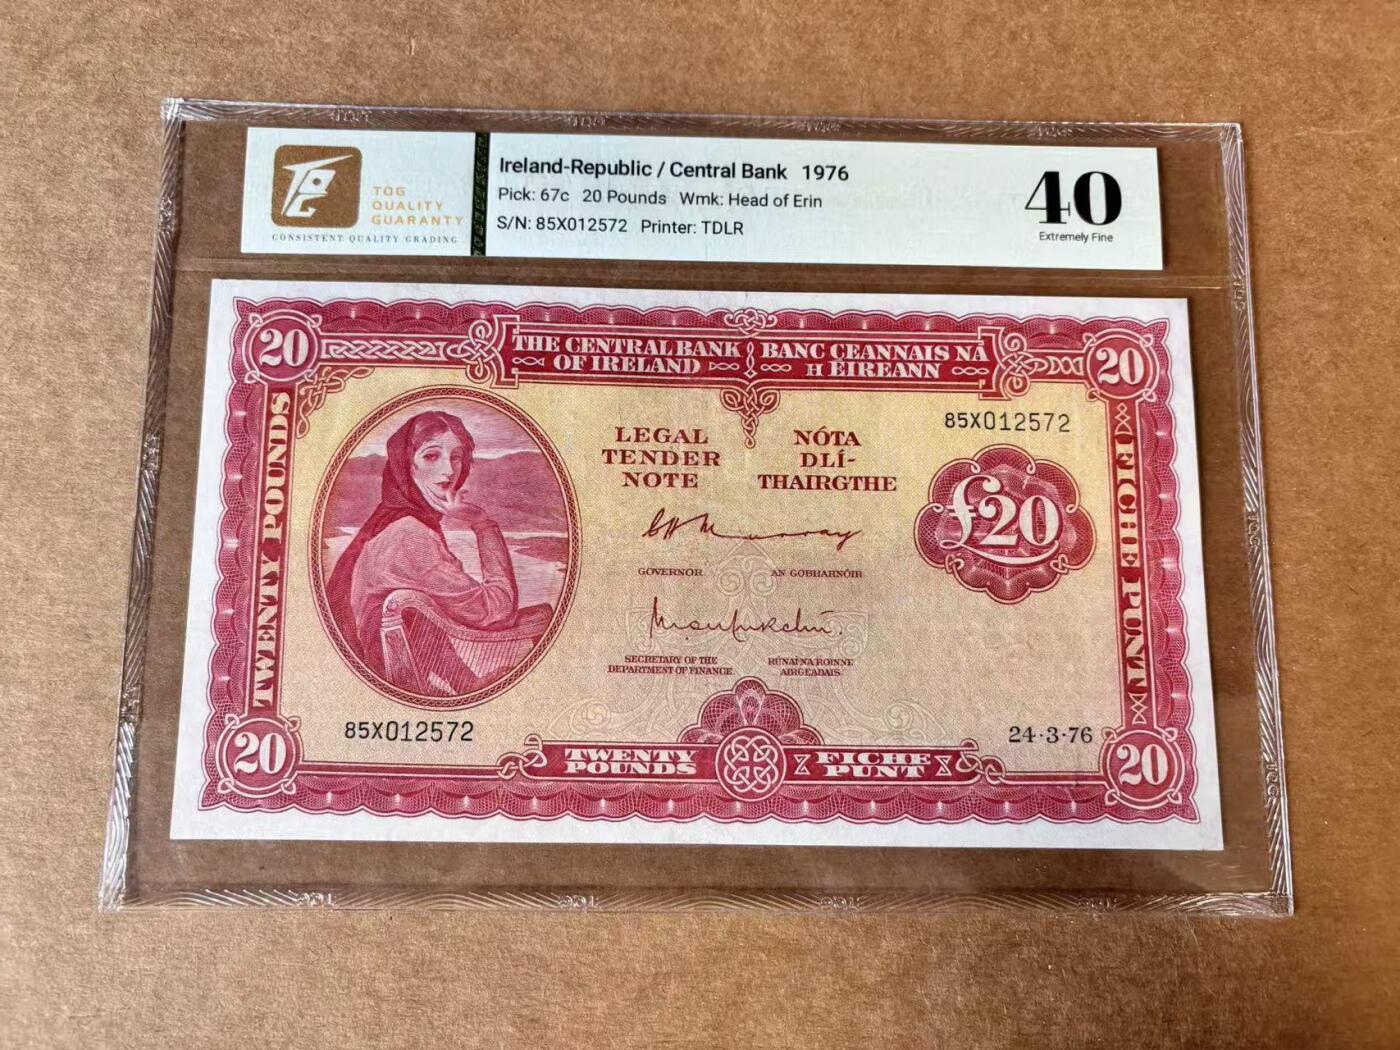 TQG
QUALITY
GUARANTY
CONSISTENT QUALITY GRADING
Ireland-Republic / Central Bank 1976
Pick: 67c 20 Pounds Wmk: Head of Erin
S/N: 85X012572 Printer: TDLR
40
Extremely Fine
20
THE CENTRAL BANK
OF IRELAND
BANC CEANNAIS NA
H EIREANN
20
TWENTY POUNDS
LEGAL
TENDER
NOTE
NÓTA
DLÍ-
THAIRGTHE
85X012572
£20
FICHE PUNT
GOVERNOR
AN GOBHARNÓIR
SECRETARY OF THE
DEPARTMENT OF FINANCE
RÚNAÍ NA ROINNE
AIRGEADAIS
85X012572
24·3·76
20
TWENTY
POUNDS
FICHE
PUNT
20